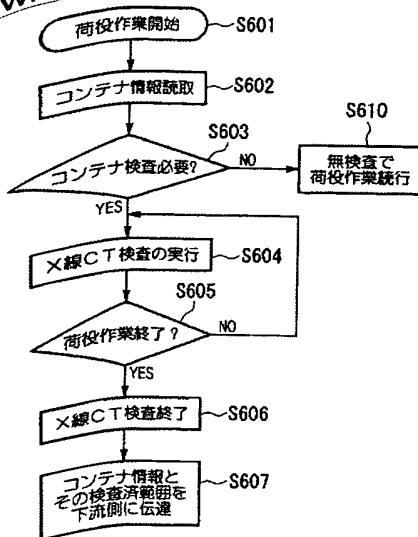 荷役作業開始 S601
コンテナ情報読取 S602
S603
コンテナ検査必要?
NO
S610
無検査で
荷役作業続行
YES
X線CT検査の実行 S604
S605
荷役作業終了?
NO
YES
X線CT検査終了 S606
コンテナ情報と
その検査済範囲を
下流側に伝達
S607